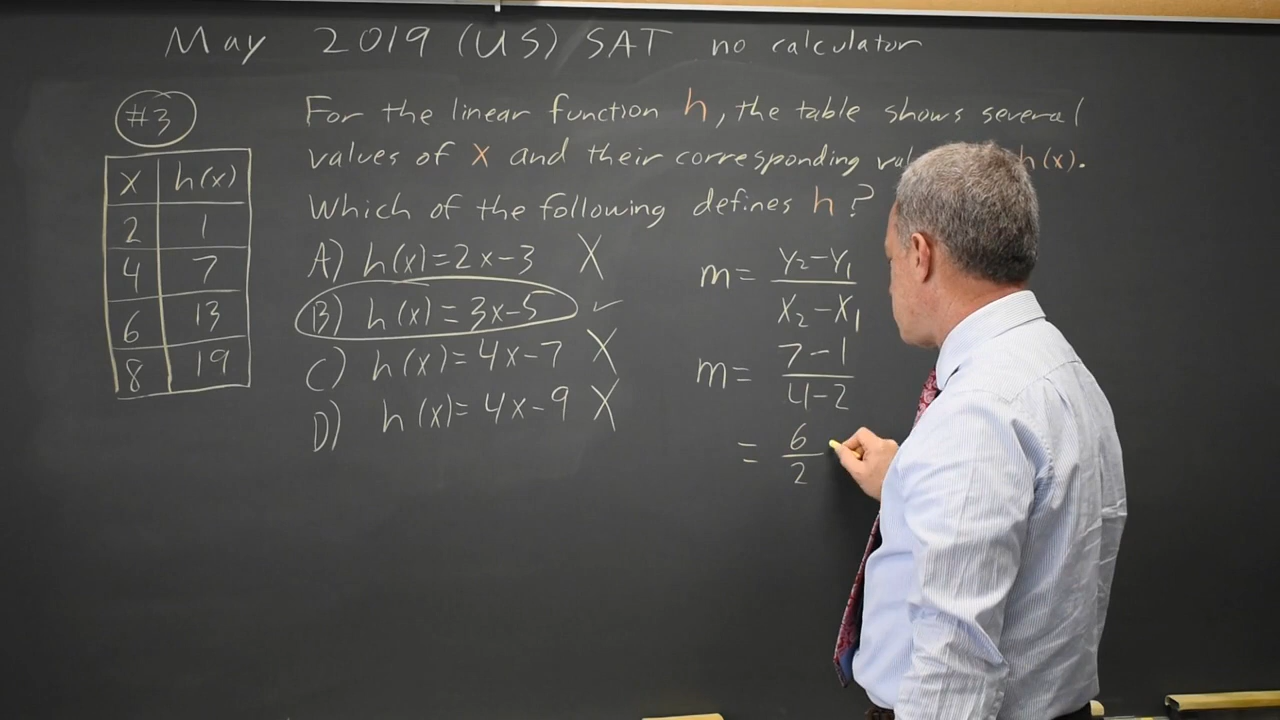 May 2019 (US) SAT no calculator
#3
For the linear function h, the table shows several
values of x and their corresponding h(x).
Which of the following defines h?
x h(x)
2 1
4 7
6 13
8 19
A) h(x)=2x-3 X
B) h(x)=3x-5 ✓
C) h(x)=4x-7 X
D) h(x)=4x-9 X
m= Y2-Y1
X2-X1
m= 7-1
4-2
= 6
2